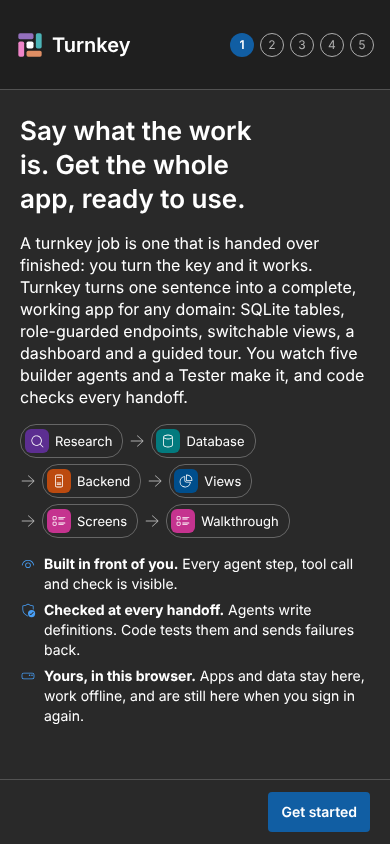 Turnkey
1 2 3 4 5
Say what the work
is. Get the whole
app, ready to use.
A turnkey job is one that is handed over
finished: you turn the key and it works.
Turnkey turns one sentence into a complete,
working app for any domain: SQLite tables,
role-guarded endpoints, switchable views, a
dashboard and a guided tour. You watch five
builder agents and a Tester make it, and code
checks every handoff.
Research → Database
→ Backend → Views
→ Screens → Walkthrough
Built in front of you. Every agent step, tool call
and check is visible.
Checked at every handoff. Agents write
definitions. Code tests them and sends failures
back.
Yours, in this browser. Apps and data stay here,
work offline, and are still here when you sign in
again.
Get started